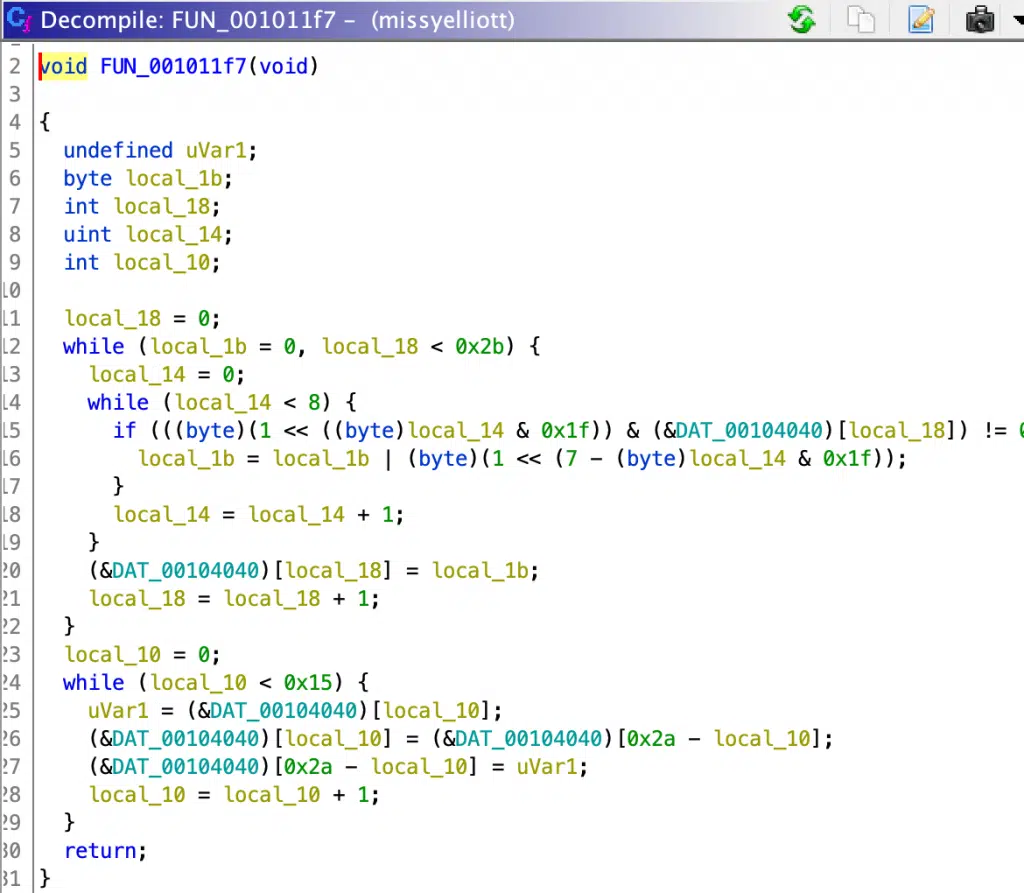 Decompile: FUN_001011f7 – (missyelliott)
2 void FUN_001011f7(void)
3
4 {
5 undefined uVar1;
6 byte local_1b;
7 int local_18;
8 uint local_14;
9 int local_10;
10
11 local_18 = 0;
12 while (local_1b = 0, local_18 < 0x2b) {
13 local_14 = 0;
14 while (local_14 < 8) {
15 if (((byte)(1 << ((byte)local_14 & 0x1f)) & (&DAT_00104040)[local_18]) != 0
16 local_1b = local_1b | (byte)(1 << (7 - (byte)local_14 & 0x1f));
17 }
18 local_14 = local_14 + 1;
19 }
20 (&DAT_00104040)[local_18] = local_1b;
21 local_18 = local_18 + 1;
22 }
23 local_10 = 0;
24 while (local_10 < 0x15) {
25 uVar1 = (&DAT_00104040)[local_10];
26 (&DAT_00104040)[local_10] = (&DAT_00104040)[0x2a - local_10];
27 (&DAT_00104040)[0x2a - local_10] = uVar1;
28 local_10 = local_10 + 1;
29 }
30 return;
31 }